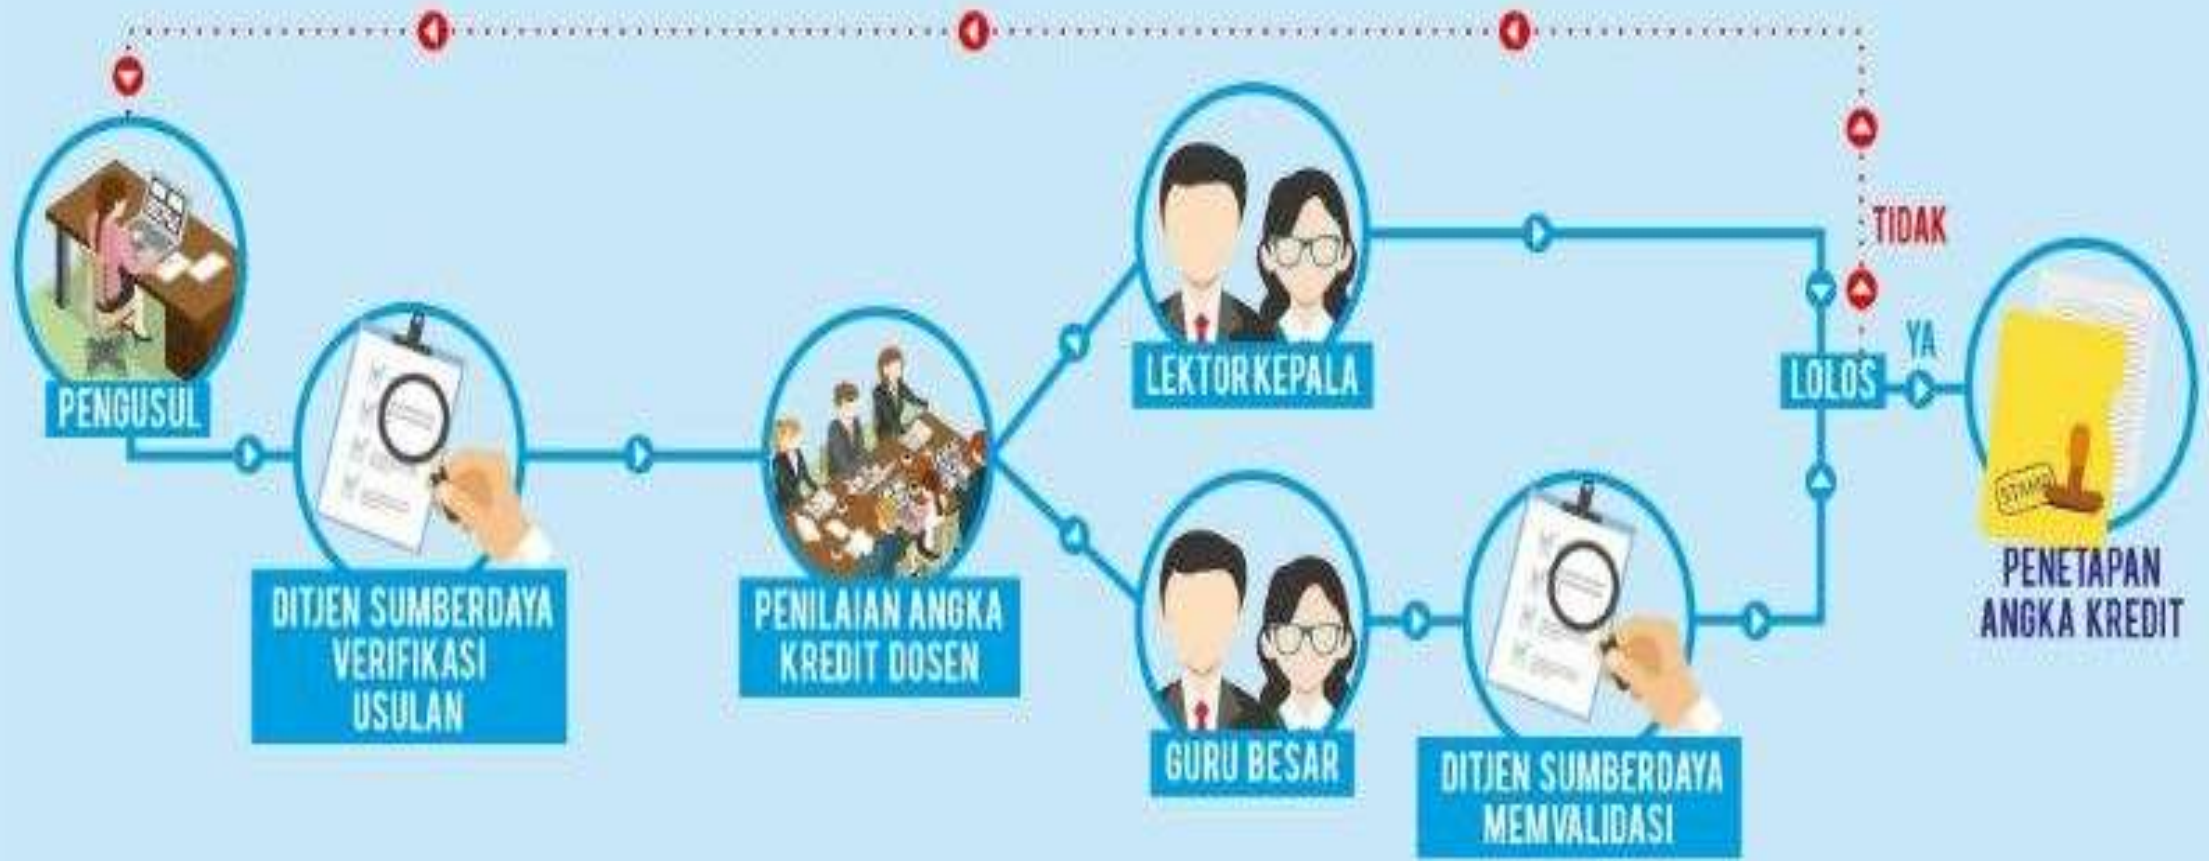 PENGUSUL
DITJEN SUMBERDAYA
VERIFIKASI
USULAN
PENILAIAN ANGKA
KREDIT DOSEN
LEKTOR KEPALA
GURU BESAR
DITJEN SUMBERDAYA
MEMVALIDASI
LOLOS
TIDAK
YA
PENETAPAN
ANGKA KREDIT